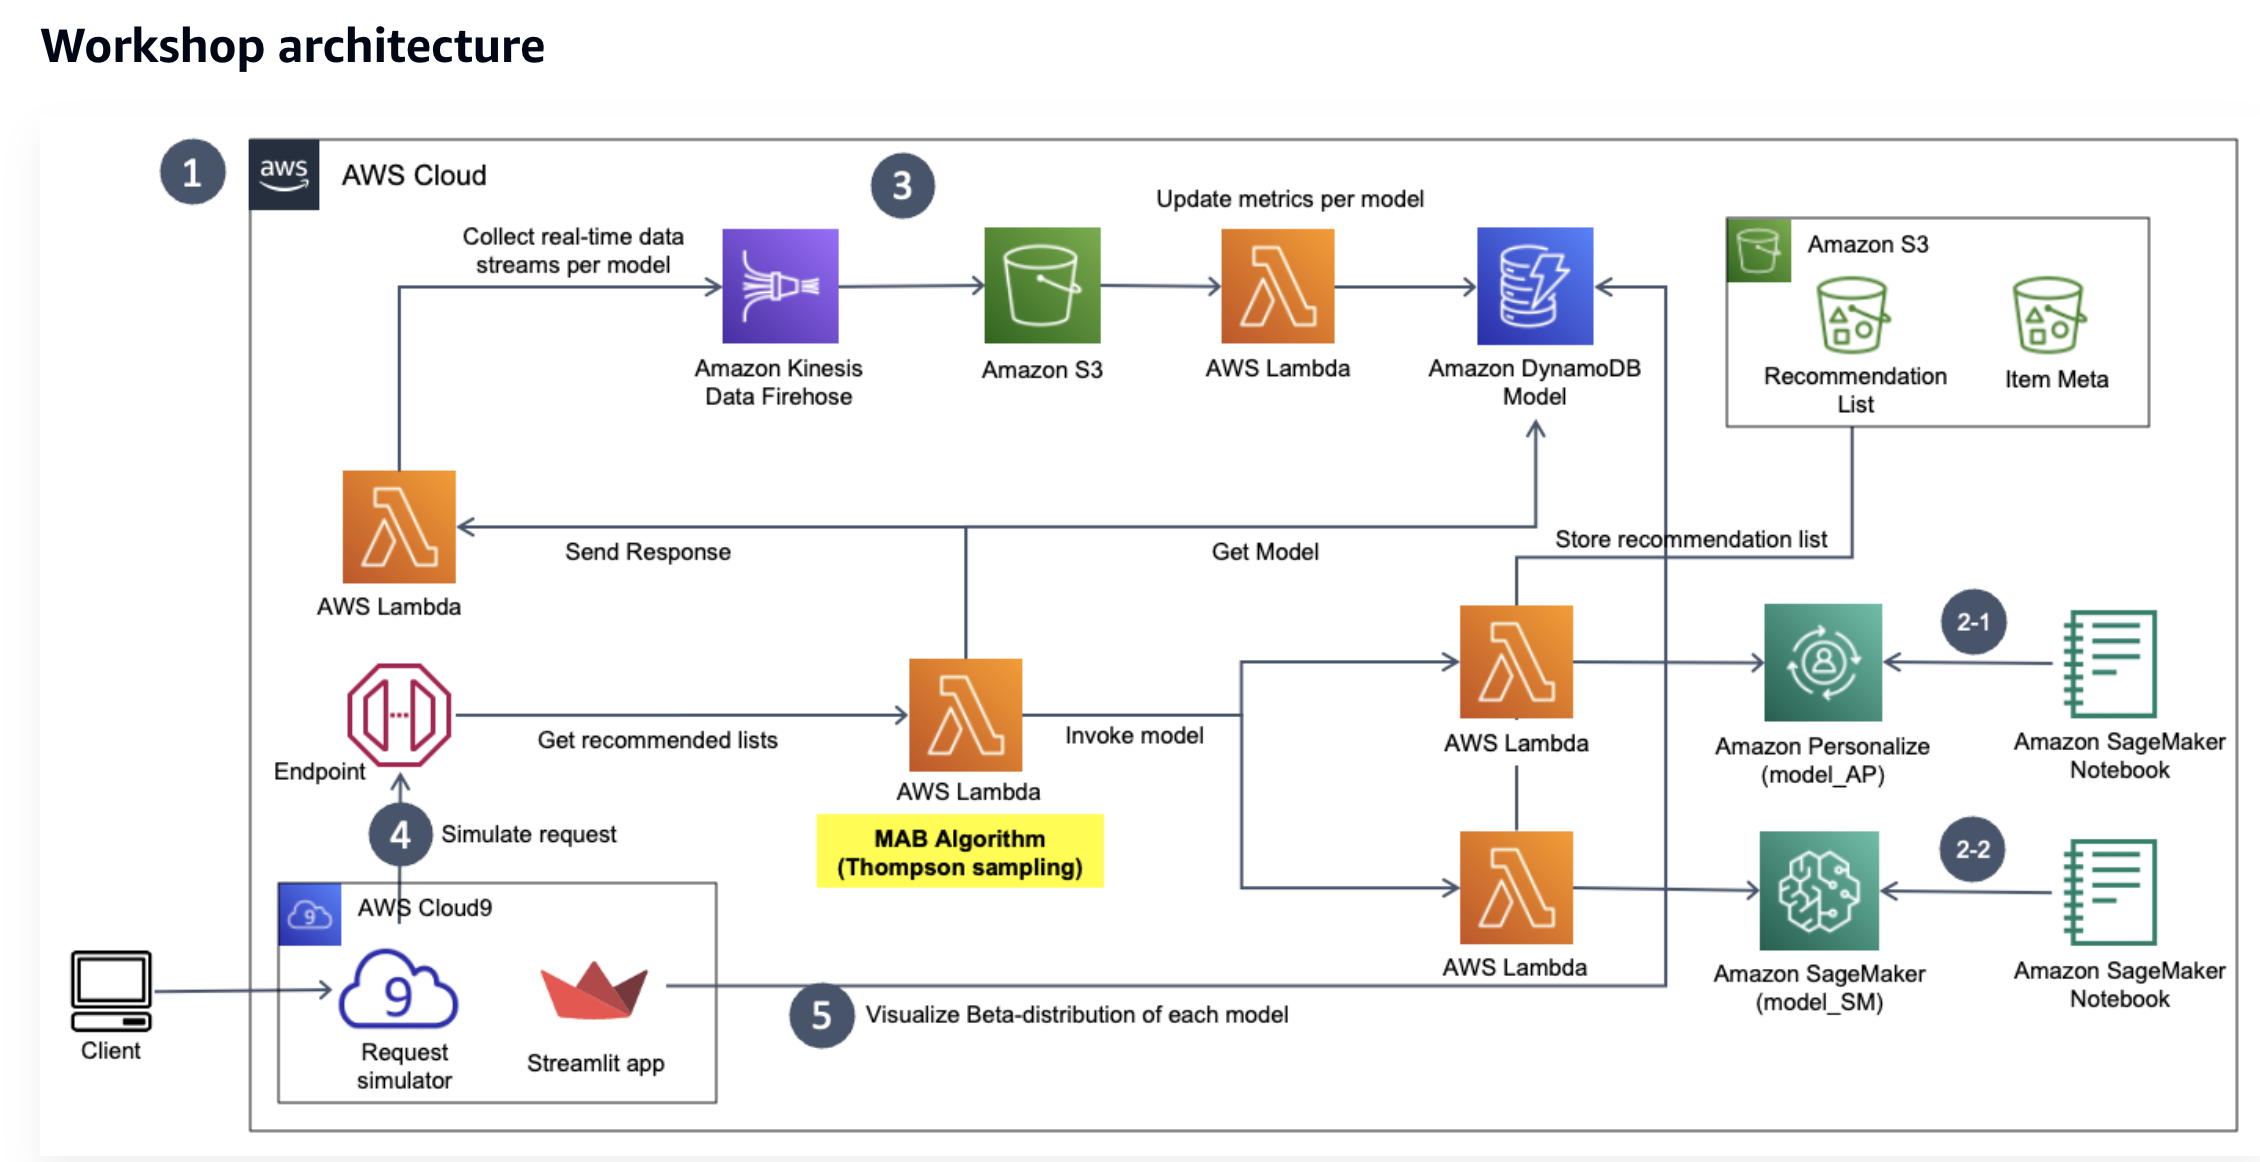 Workshop architecture
1
aws
AWS Cloud
3
Update metrics per model
Collect real-time data
streams per model
Amazon Kinesis
Data Firehose
Amazon S3
AWS Lambda
Amazon DynamoDB
Model
Amazon S3
Recommendation
List
Item Meta
AWS Lambda
Send Response
Get Model
Store recommendation list
Endpoint
Get recommended lists
AWS Lambda
MAB Algorithm
(Thompson sampling)
Invoke model
AWS Lambda
Amazon Personalize
(model_AP)
2-1
Amazon SageMaker
Notebook
AWS Lambda
Amazon SageMaker
(model_SM)
2-2
Amazon SageMaker
Notebook
4
Simulate request
9
AWS Cloud9
Client
9
Request
simulator
Streamlit app
5
Visualize Beta-distribution of each model